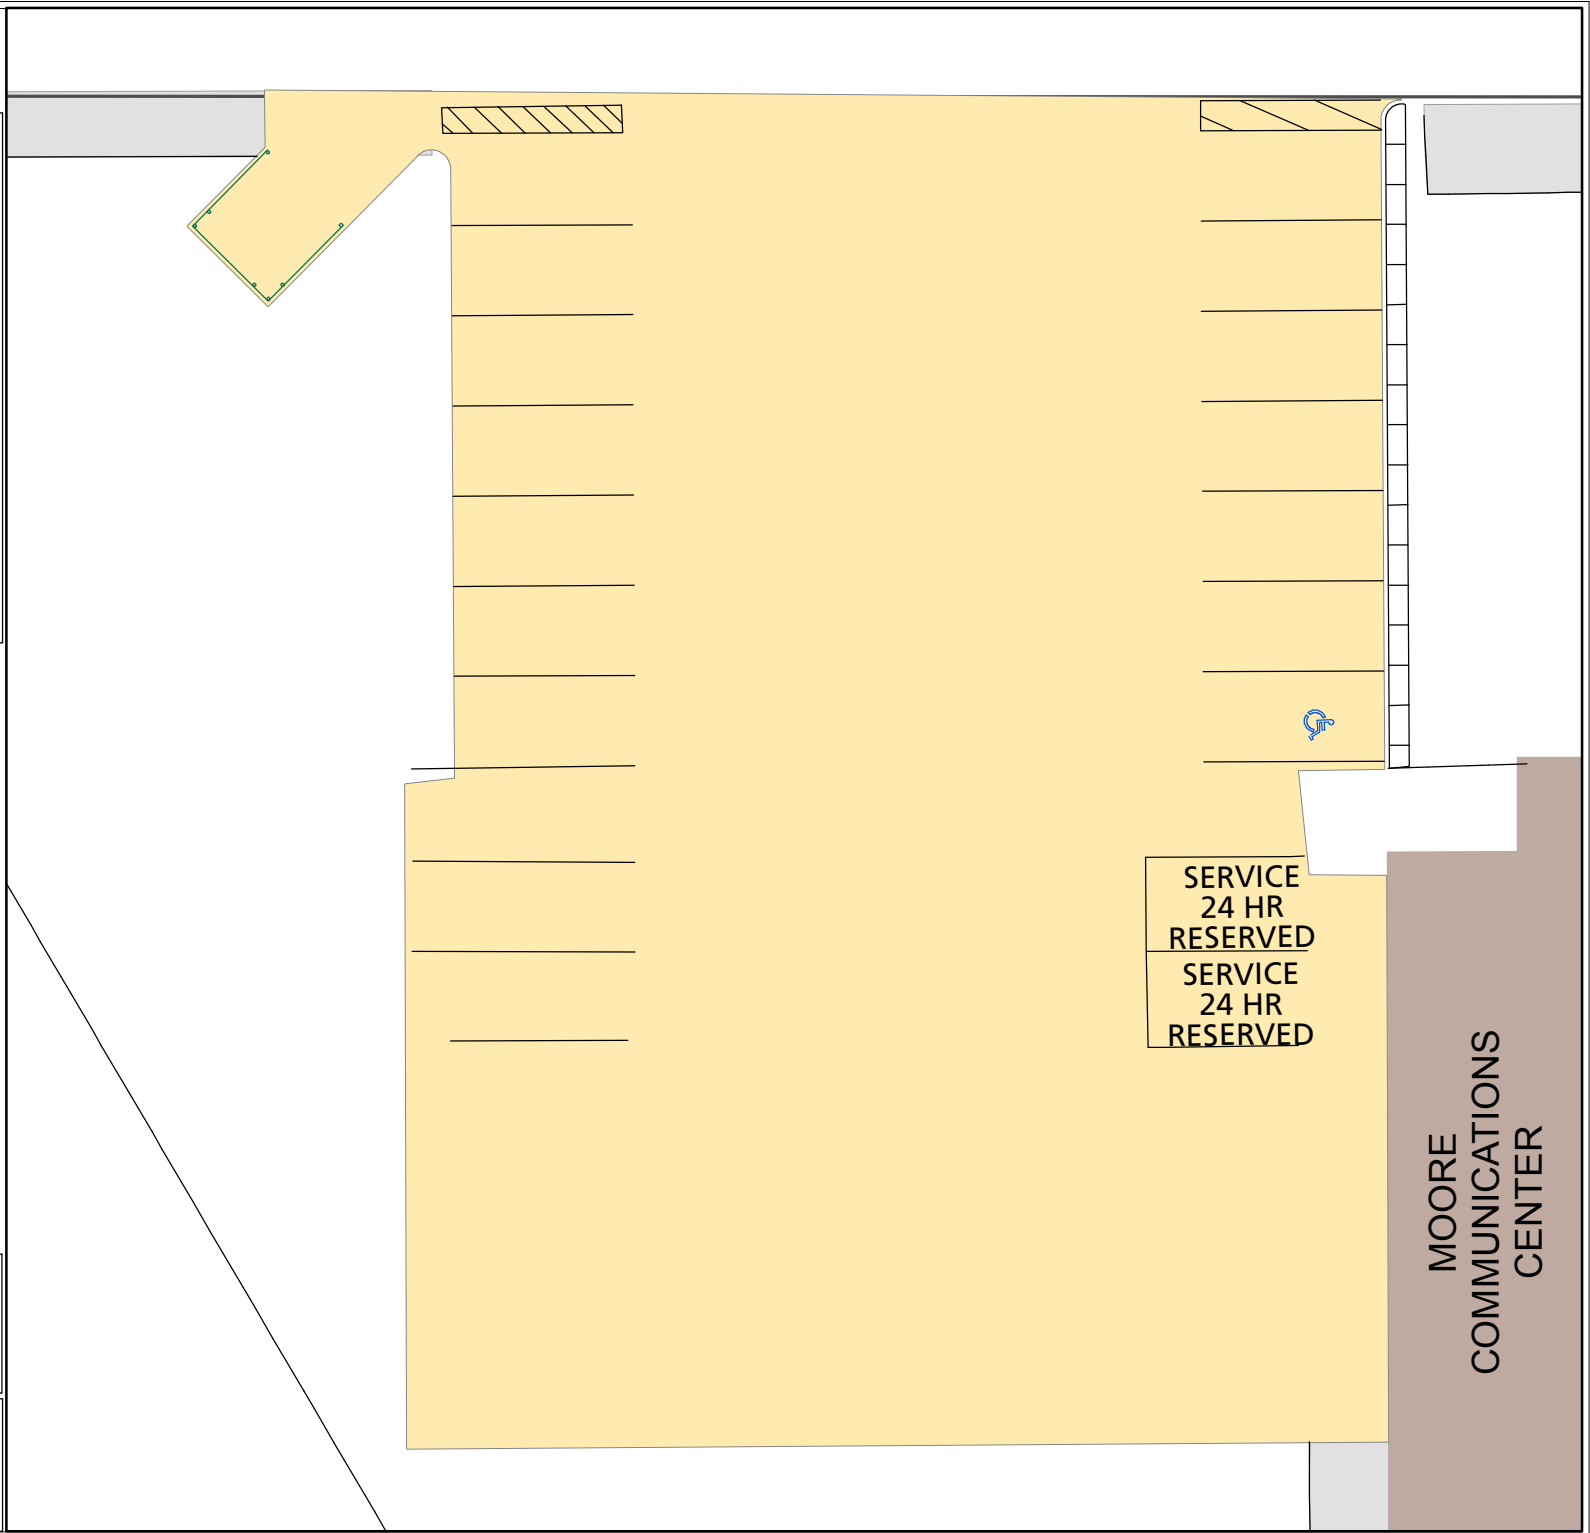 SERVICE
24 HR
RESERVED
SERVICE
24 HR
RESERVED
MOORE
COMMUNICATIONS
CENTER